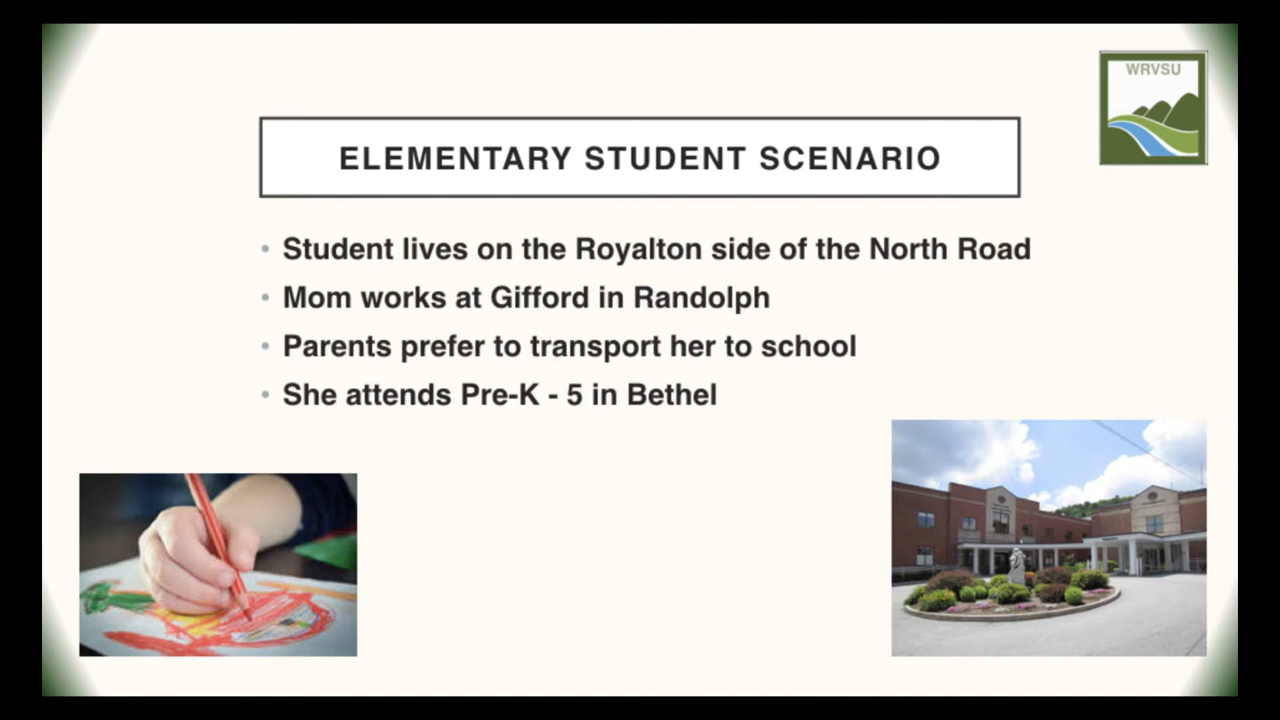 WRVSU
ELEMENTARY STUDENT SCENARIO
• Student lives on the Royalton side of the North Road
• Mom works at Gifford in Randolph
• Parents prefer to transport her to school
• She attends Pre-K - 5 in Bethel